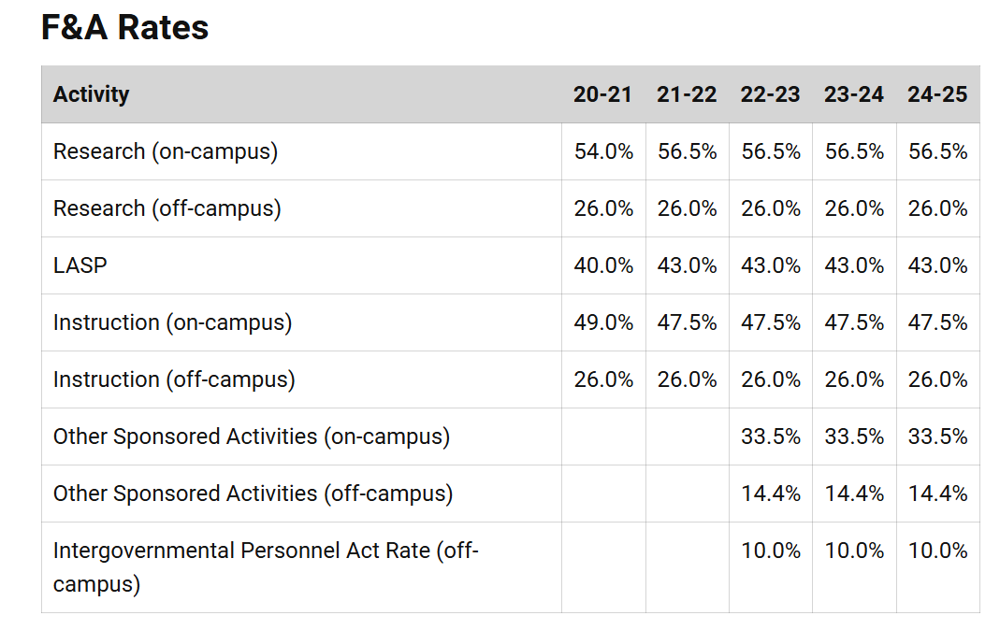 F&A Rates
Activity 20-21 21-22 22-23 23-24 24-25
Research (on-campus) 54.0% 56.5% 56.5% 56.5% 56.5%
Research (off-campus) 26.0% 26.0% 26.0% 26.0% 26.0%
LASP 40.0% 43.0% 43.0% 43.0% 43.0%
Instruction (on-campus) 49.0% 47.5% 47.5% 47.5% 47.5%
Instruction (off-campus) 26.0% 26.0% 26.0% 26.0% 26.0%
Other Sponsored Activities (on-campus) 33.5% 33.5% 33.5%
Other Sponsored Activities (off-campus) 14.4% 14.4% 14.4%
Intergovernmental Personnel Act Rate (off- 10.0% 10.0% 10.0%
campus)